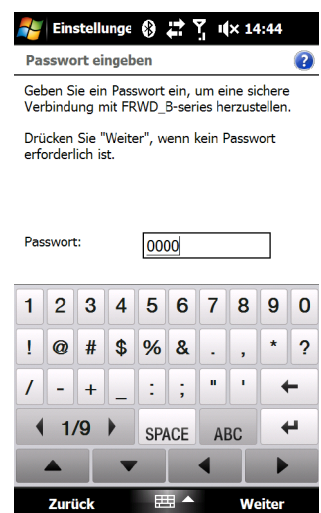 Einstellunge 14:44
Passwort eingeben ?
Geben Sie ein Passwort ein, um eine sichere
Verbindung mit FRWD_B-series herzustellen.
Drücken Sie "Weiter", wenn kein Passwort
erforderlich ist.
Passwort: 0000
1 2 3 4 5 6 7 8 9 0
! @ # $ % & . , * ?
/ - + _ : ; " '
1/9 SPACE ABC
Zurück Weiter